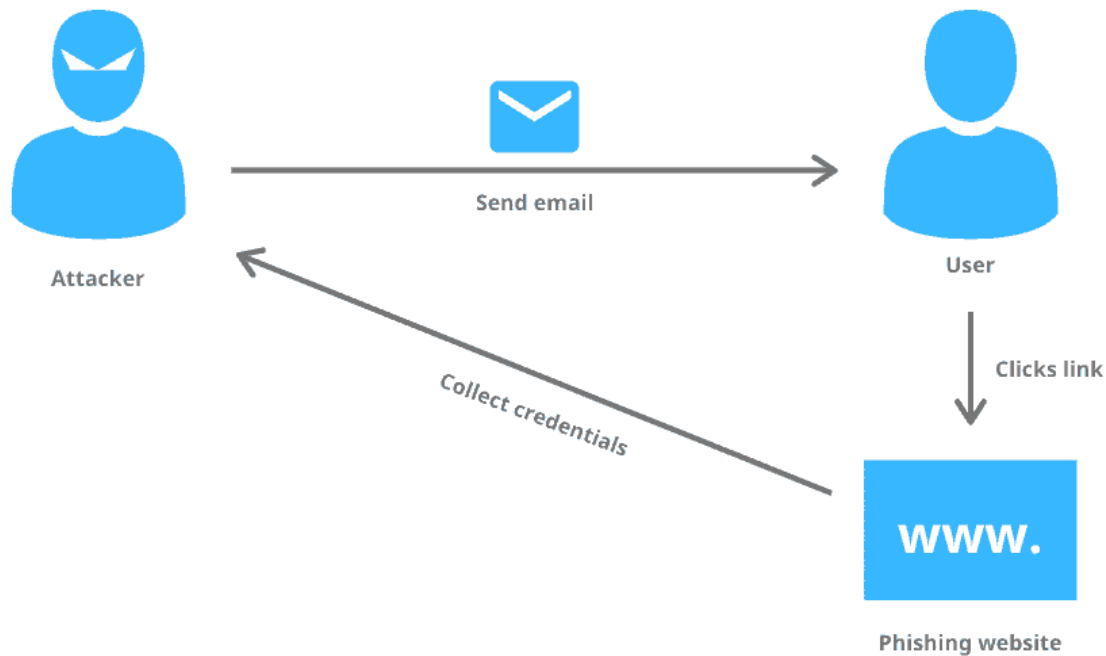 Send email
Attacker
User
Clicks link
Collect credentials
www.
Phishing website